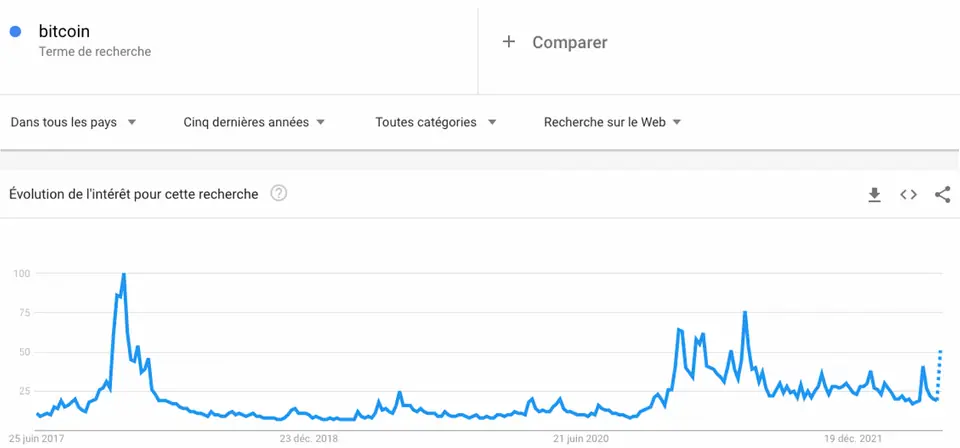 bitcoin
Terme de recherche
+ Comparer
Dans tous les pays Cinq dernières années Toutes catégories Recherche sur le Web
Évolution de l'intérêt pour cette recherche ?
100
75
50
25
25 juin 2017 23 déc. 2018 21 juin 2020 19 déc. 2021